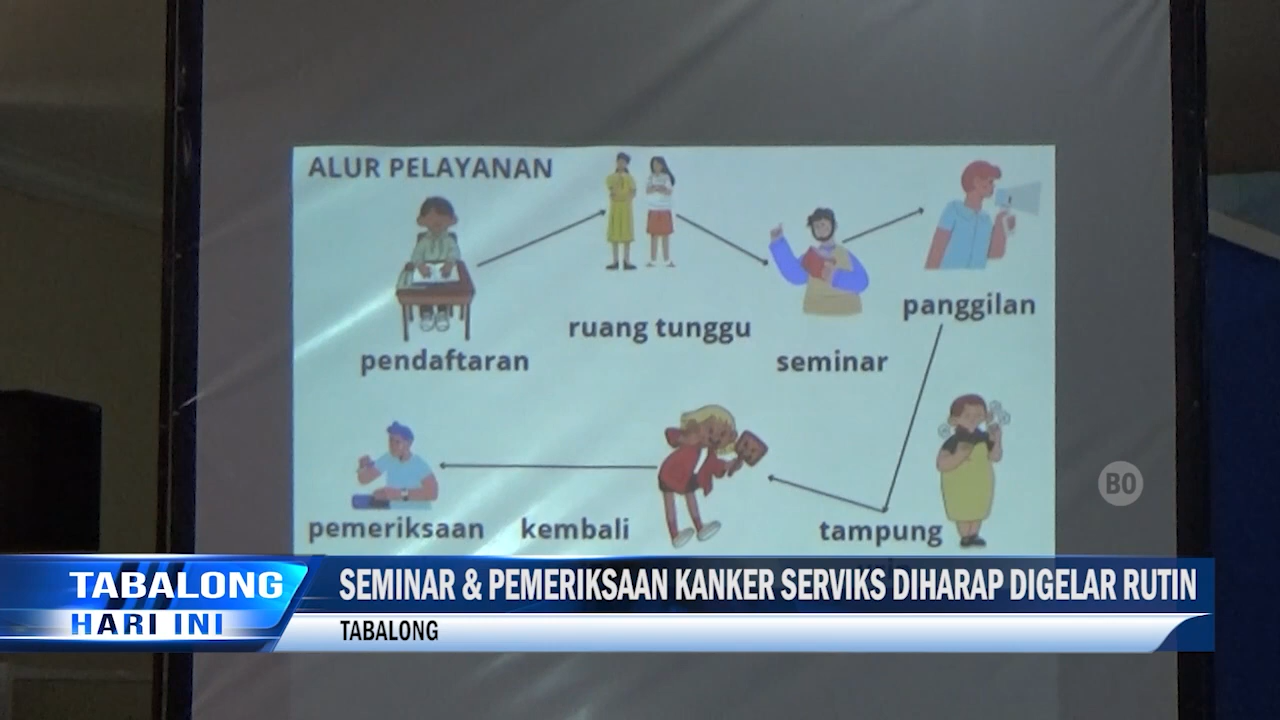 ALUR PELAYANAN
pendaftaran
ruang tunggu
seminar
panggilan
pemeriksaan
kembali
tampung
BO
TABALONG
HARI INI
SEMINAR & PEMERIKSAAN KANKER SERVIKS DIHARAP DIGELAR RUTIN
TABALONG